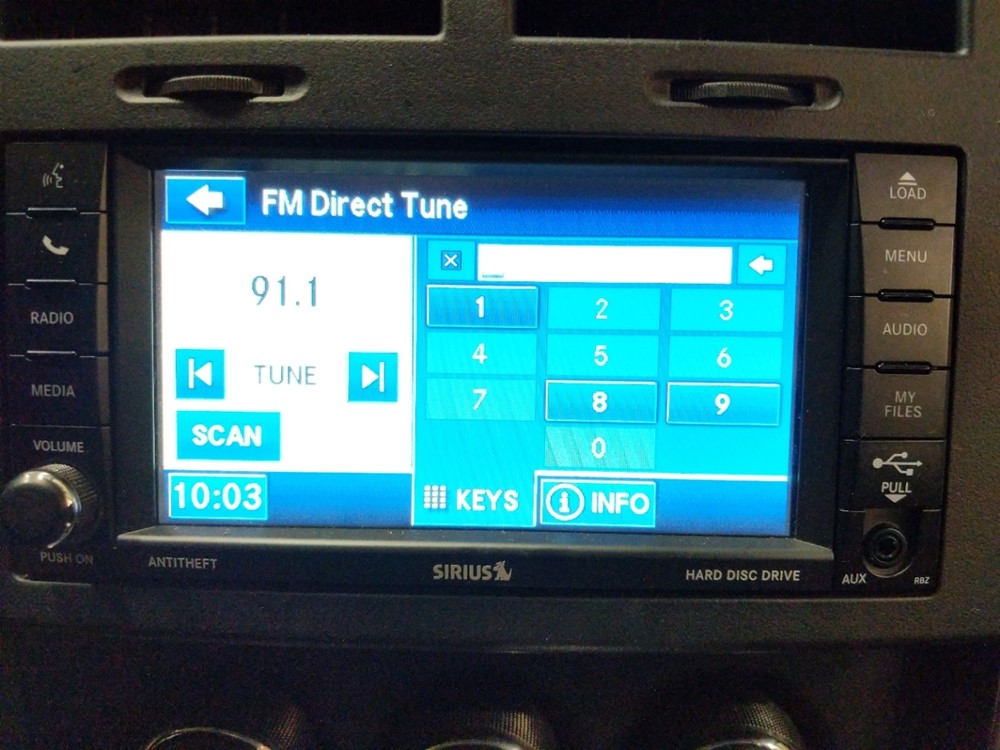 FM Direct Tune
91.1
TUNE
SCAN
10:03
1 2 3
4 5 6
7 8 9
0
KEYS
INFO
RADIO
MEDIA
VOLUME
PUSH ON
LOAD
MENU
AUDIO
MY
FILES
PULL
AUX
RBZ
ANTITHEFT
SIRIUS
HARD DISC DRIVE